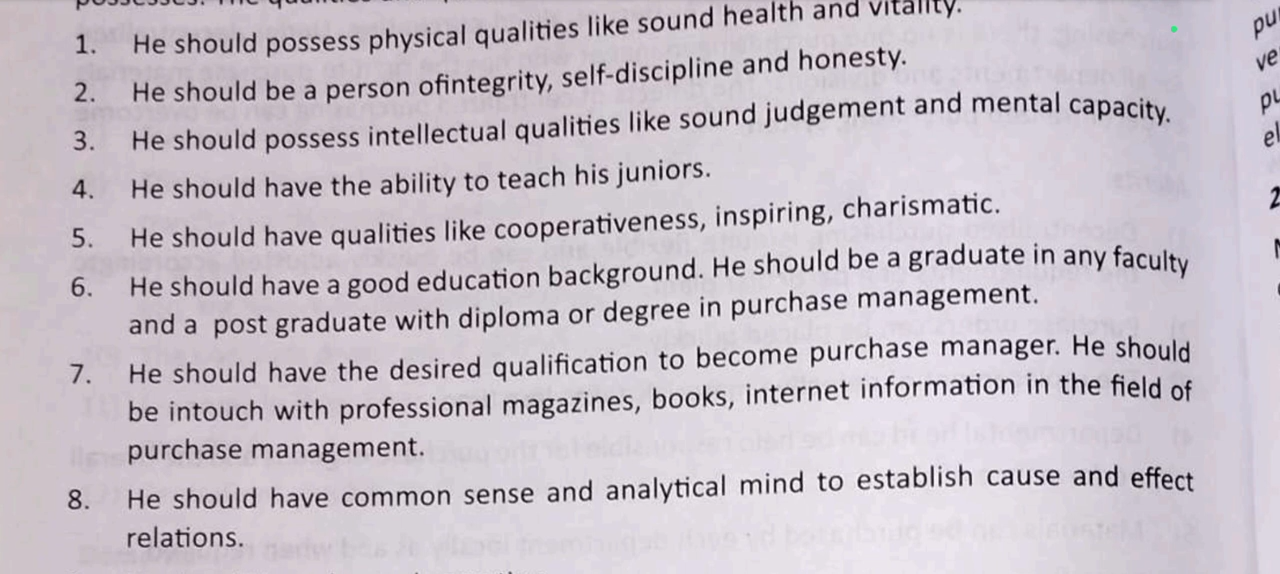 1. He should possess physical qualities like sound health and vitality.
2. He should be a person ofintegrity, self-discipline and honesty.
3. He should possess intellectual qualities like sound judgement and mental capacity.
4. He should have the ability to teach his juniors.
5. He should have qualities like cooperativeness, inspiring, charismatic.
6. He should have a good education background. He should be a graduate in any faculty
and a post graduate with diploma or degree in purchase management.
7. He should have the desired qualification to become purchase manager. He should
be intouch with professional magazines, books, internet information in the field of
purchase management.
8. He should have common sense and analytical mind to establish cause and effect
relations.